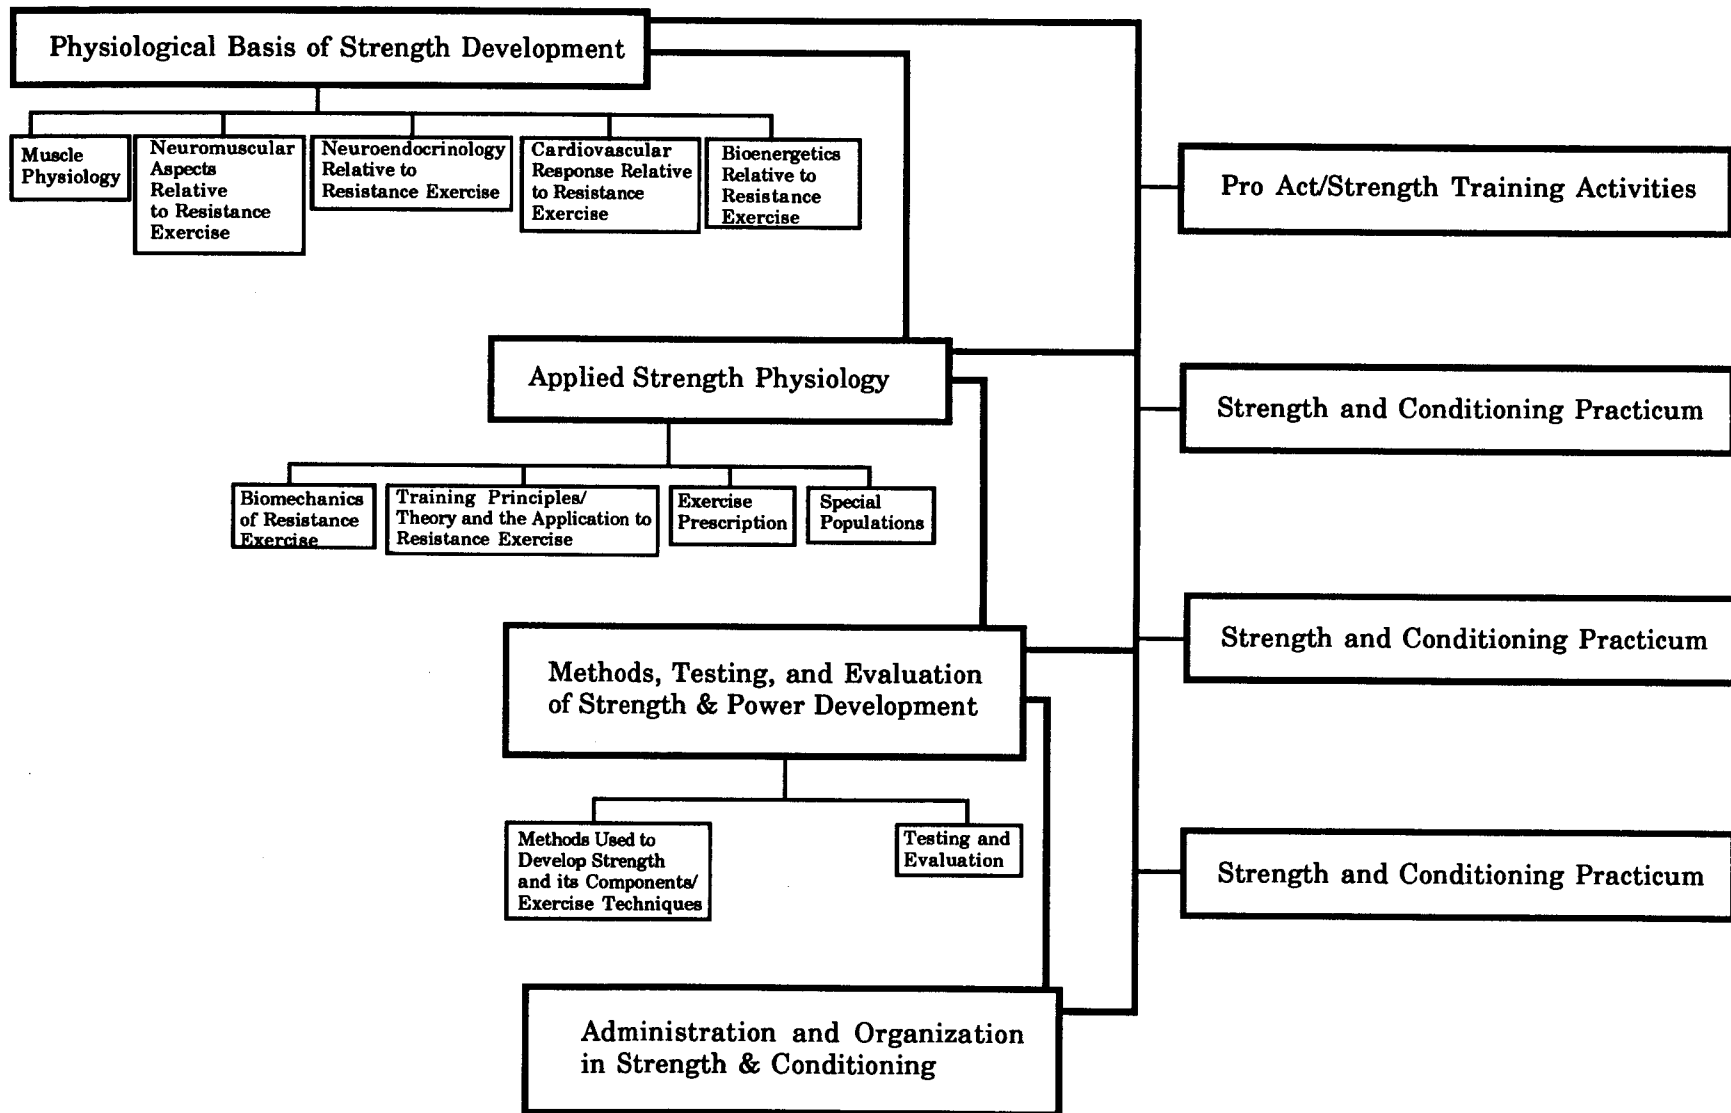 Physiological Basis of Strength Development
Muscle
Physiology
Neuromuscular
Aspects
Relative
to Resistance
Exercise
Neuroendocrinology
Relative to
Resistance Exercise
Cardiovascular
Response Relative
to Resistance
Exercise
Bioenergetics
Relative to
Resistance
Exercise
Pro Act/Strength Training Activities
Applied Strength Physiology
Strength and Conditioning Practicum
Biomechanics
of Resistance
Exercise
Training Principles/
Theory and the Application to
Resistance Exercise
Exercise
Prescription
Special
Populations
Strength and Conditioning Practicum
Methods, Testing, and Evaluation
of Strength & Power Development
Methods Used to
Develop Strength
and its Components/
Exercise Techniques
Testing and
Evaluation
Strength and Conditioning Practicum
Administration and Organization
in Strength & Conditioning